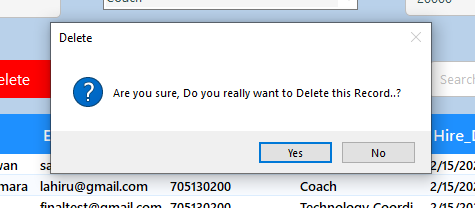 Coach
20000
Delete
elete
Search
Are you sure, Do you really want to Delete this Record..?
Yes
No
E
Hire_D
wan
sa
2/15/202
mara
lahiru@gmail.com
705130200
Coach
2/15/202
finaltest@gmail.com
705130200
Technology Coordi
2/15/202